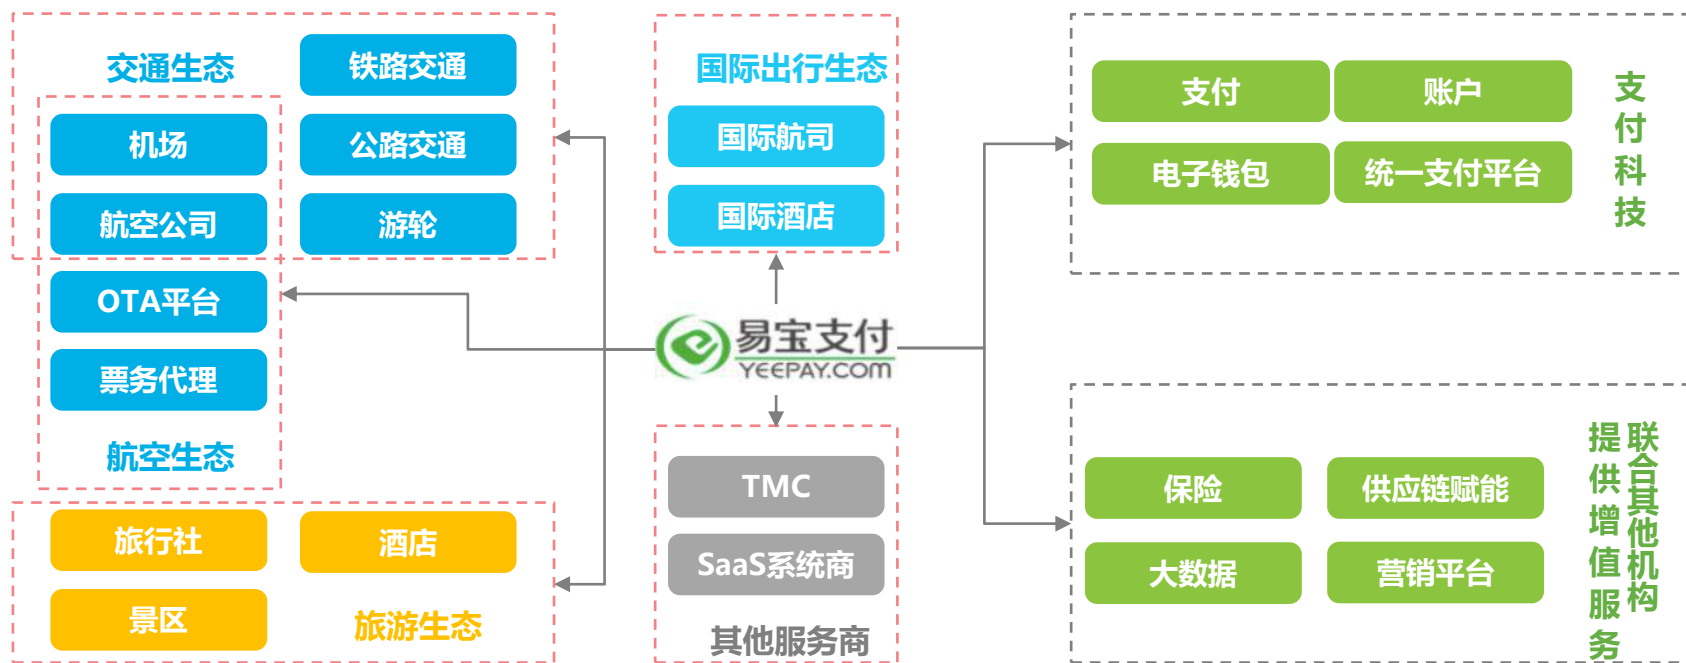 交通生态
铁路交通
机场
公路交通
航空公司
游轮
OTA平台
票务代理
航空生态
旅行社
酒店
景区
旅游生态
国际出行生态
国际航司
国际酒店
易宝支付
YEEPAY.COM
TMC
SaaS系统商
其他服务商
支付
账户
电子钱包
统一支付平台
支付科技
保险
供应链赋能
大数据
营销平台
联合其他机构
提供增值服务